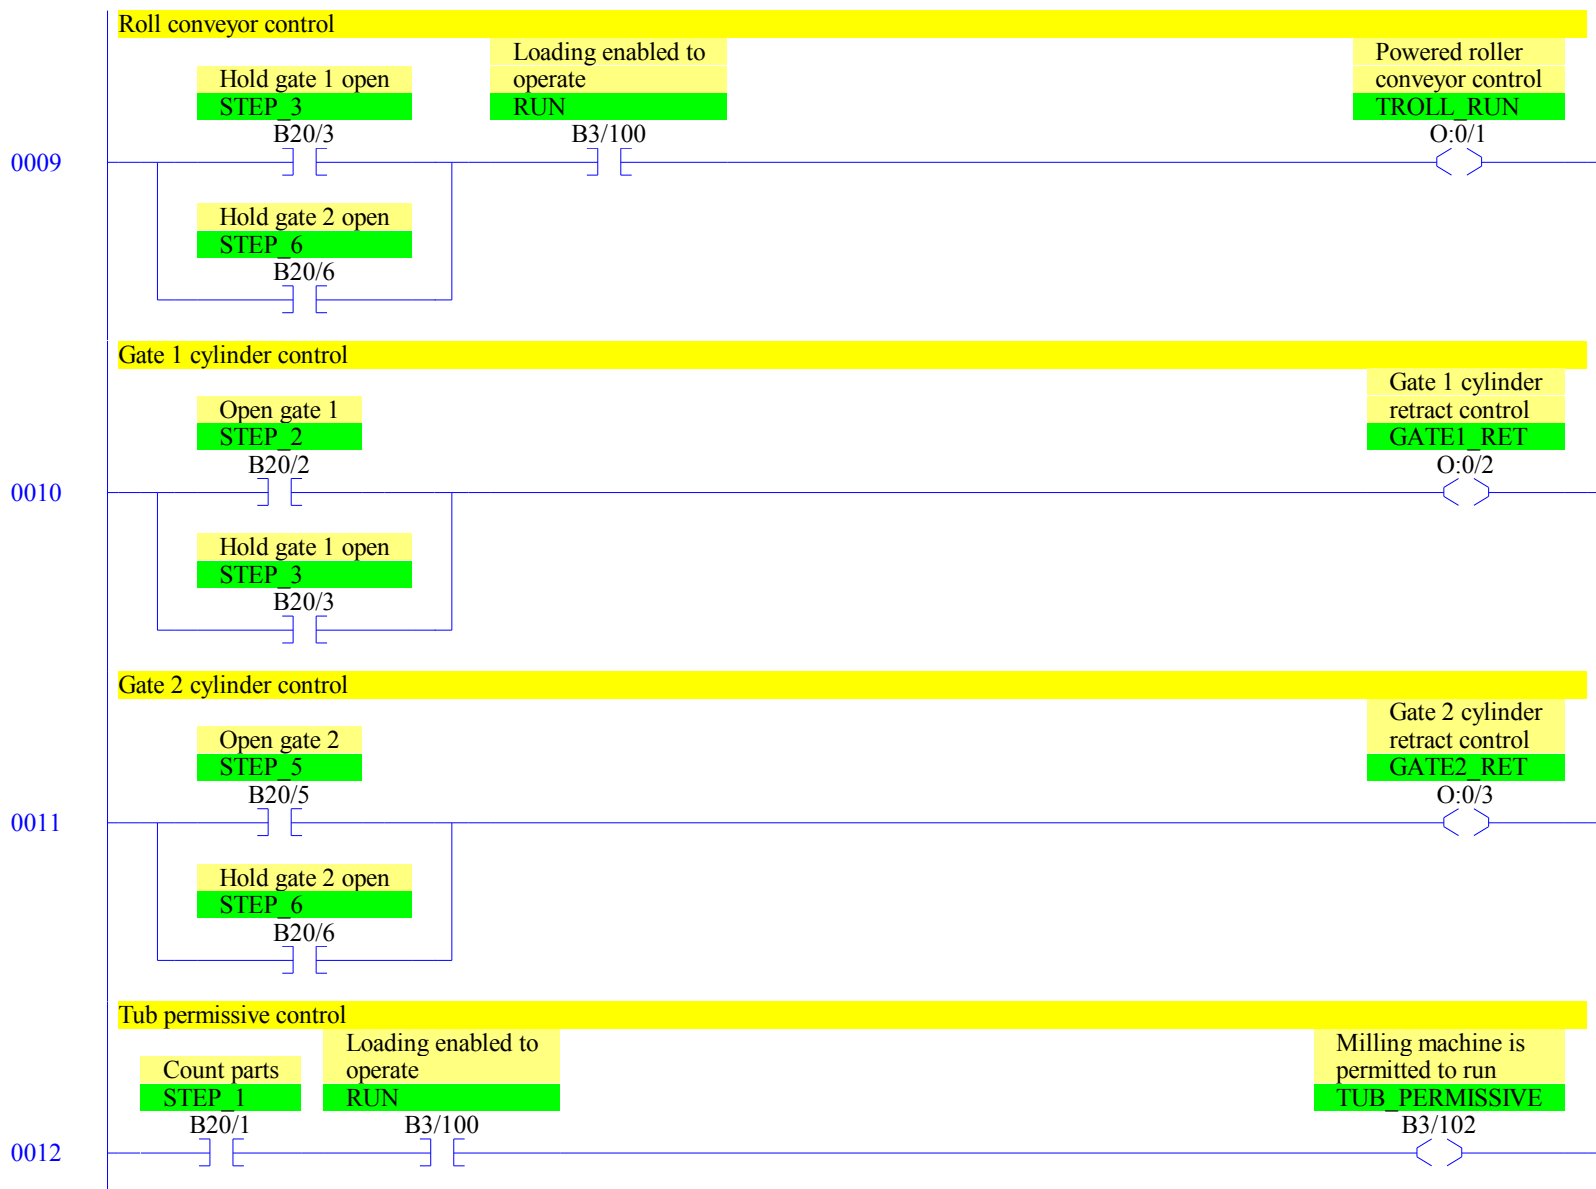 Roll conveyor control
Hold gate 1 open
STEP_3
B20/3
Loading enabled to
operate
RUN
B3/100
Powered roller
conveyor control
TROLL_RUN
O:0/1
0009
Hold gate 2 open
STEP_6
B20/6
Gate 1 cylinder control
Open gate 1
STEP_2
B20/2
Gate 1 cylinder
retract control
GATE1_RET
O:0/2
0010
Hold gate 1 open
STEP_3
B20/3
Gate 2 cylinder control
Open gate 2
STEP_5
B20/5
Gate 2 cylinder
retract control
GATE2_RET
O:0/3
0011
Hold gate 2 open
STEP_6
B20/6
Tub permissive control
Count parts
STEP_1
B20/1
Loading enabled to
operate
RUN
B3/100
Milling machine is
permitted to run
TUB_PERMISSIVE
B3/102
0012